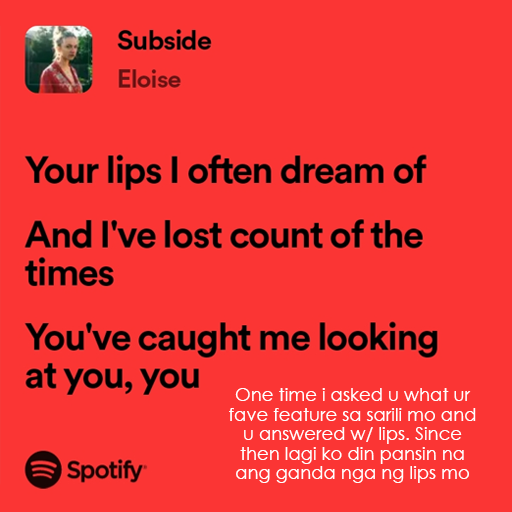 Subside
Eloise
Your lips I often dream of
And I've lost count of the
times
You've caught me looking
at you, you
One time i asked u what ur
fave feature sa sarili mo and
u answered w/ lips. Since
then lagi ko din pansin na
ang ganda nga ng lips mo
Spotify